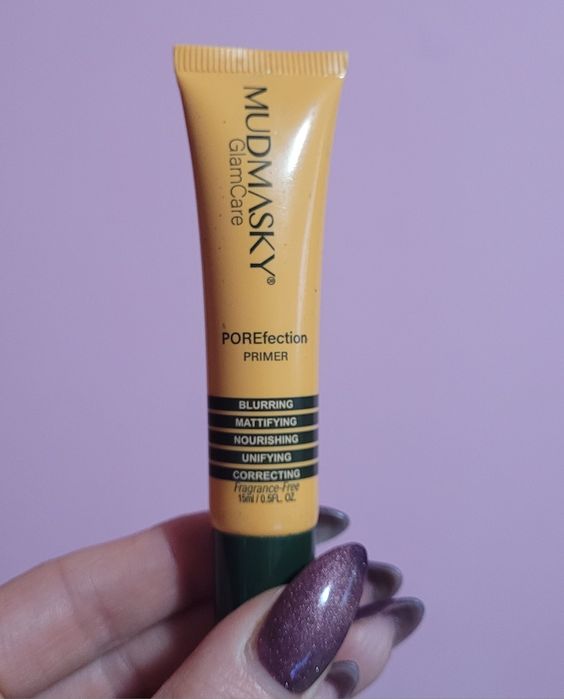 MUDMASKY®
GlamCare
POREfection
PRIMER
BLURRING
MATTIFYING
NOURISHING
UNIFYING
CORRECTING
Fragrance-Free
15ml / 0.5FL. OZ.